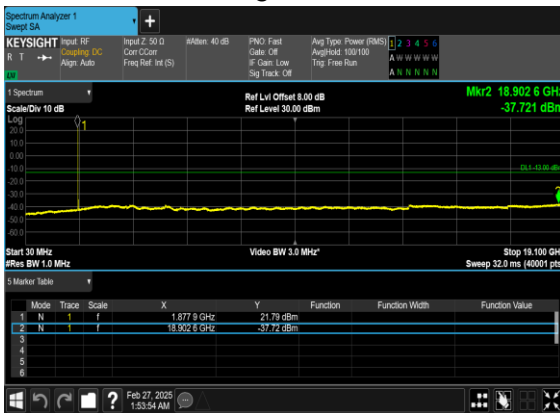 Spectrum Analyzer 1
Swept SA
KEYSIGHT
R T
LV
Input: RF
Coupling: DC
Align: Auto
Input Z: 50 Ω
Corr CCorr
Freq Ref: Int (S)
#Atten: 40 dB
PNO: Fast
Gate: Off
IF Gain: Low
Sig Track: Off
Avg Type: Power (RMS)
Avg|Hold: 100/100
Trig: Free Run
1 2 3 4 5 6
A W W W W W
A N N N N N
1 Spectrum
Scale/Div 10 dB
Ref Lvl Offset 8.00 dB
Ref Level 30.00 dBm
Mkr2 18.902 6 GHz
-37.721 dBm
Log
1
20.0
10.0
0.00
-10.0
-20.0
-30.0
-40.0
-50.0
-60.0
DL1 -13.00 dBm
Start 30 MHz
#Res BW 1.0 MHz
Video BW 3.0 MHz*
Stop 19.100 GH
Sweep 32.0 ms (40001 pts
5 Marker Table
Mode Trace Scale X Y Function Function Width Function Value
1 N 1 f 1.877 9 GHz 21.79 dBm
2 N 1 f 18.902 6 GHz -37.72 dBm
3
4
5
6
?
Feb 27, 2025
1:53:54 AM